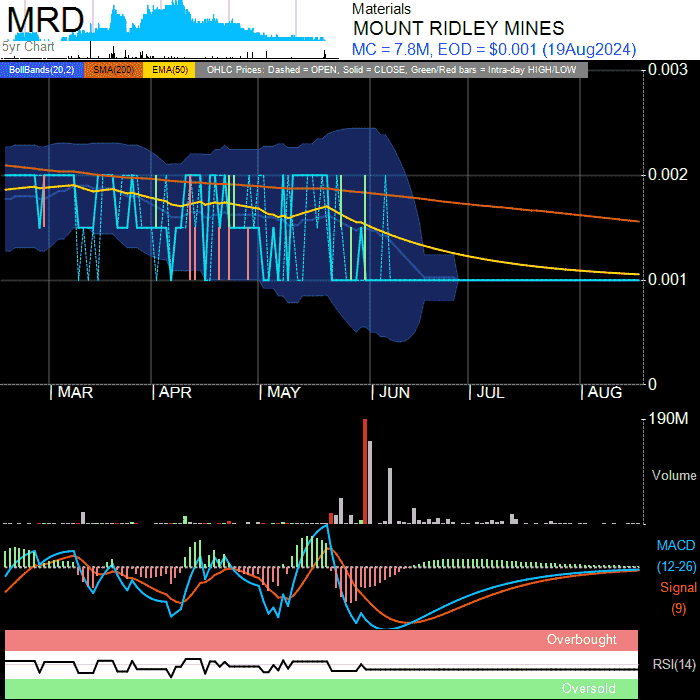 MRD
5yr Chart
Materials
MOUNT RIDLEY MINES
MC = 7.8M, EOD = $0.001 (19Aug2024)
BollBands(20,2) SMA(200) EMA(50) OHLC Prices: Dashed = OPEN, Solid = CLOSE, Green/Red bars = Intra-day HIGH/LOW
0.003
0.002
0.001
0
MAR APR MAY JUN JUL AUG
190M
Volume
MACD
(12-26)
Signal
(9)
Overbought
RSI(14)
Oversold